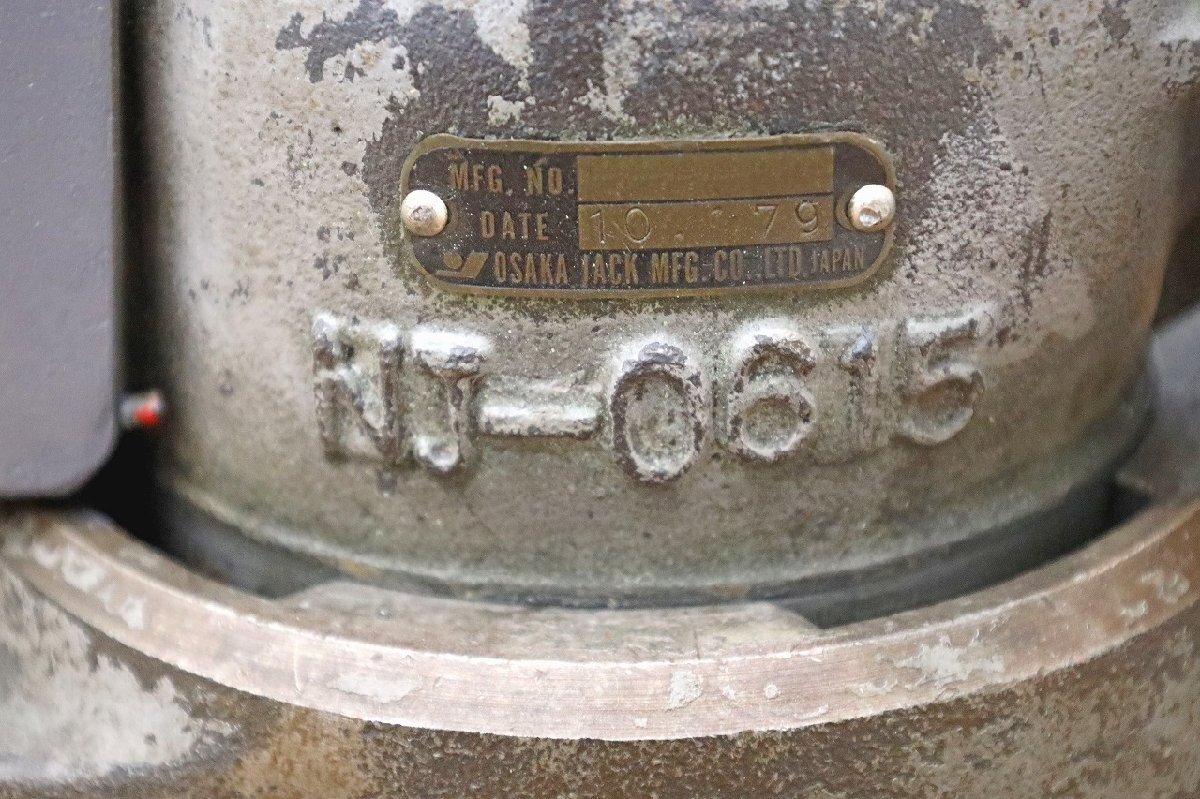 MFG. NO.
DATE 10 79
OSAKA JACK MFG. CO., LTD JAPAN
NJ-0615